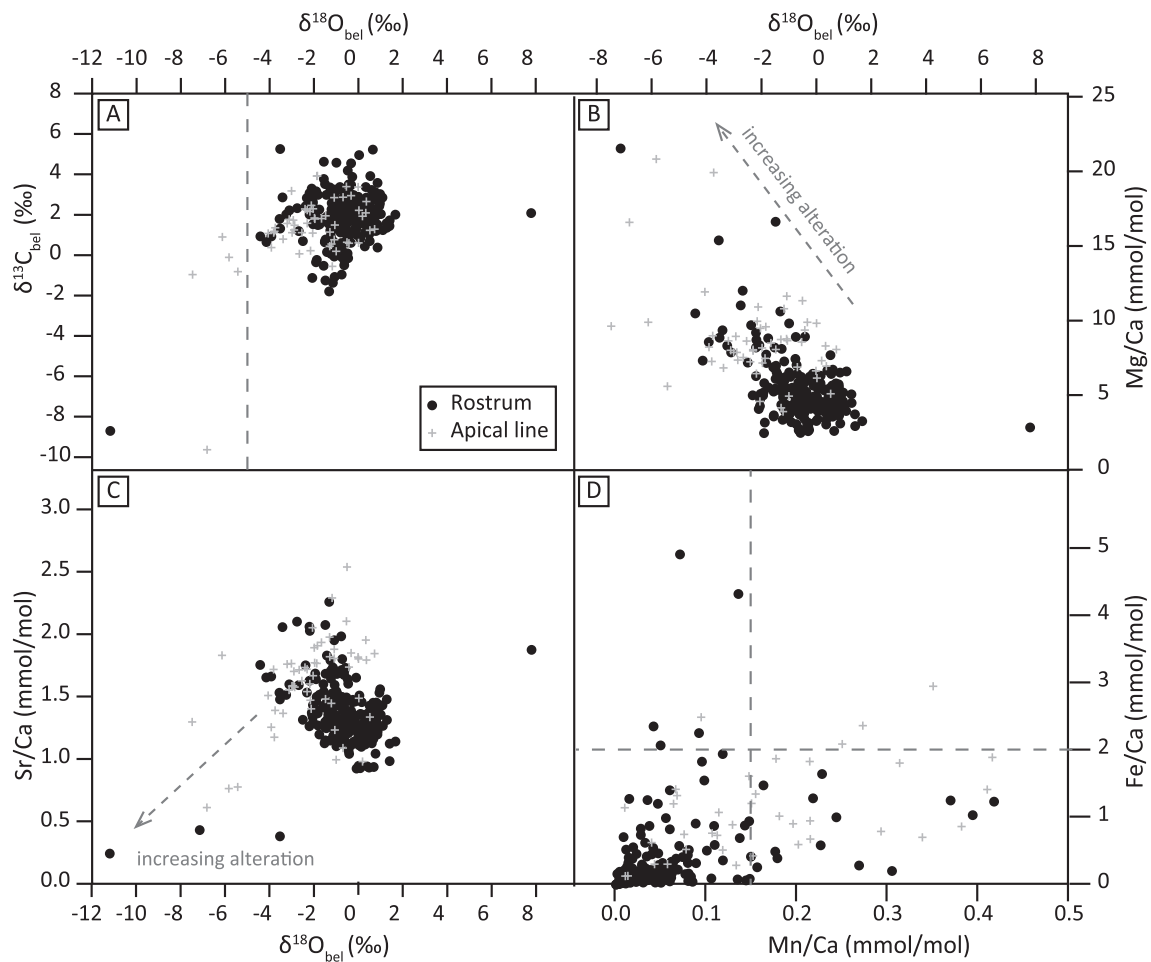 δ18Obel (‰) δ18Obel (‰)
-12 -10 -8 -6 -4 -2 0 2 4 6 8 -8 -6 -4 -2 0 2 4 6 8
A B
8 6 4 2 0 -2 -4 -6 -8 -10
δ13Cbel (‰)
increasing alteration
25 20 15 10 5 0
Mg/Ca (mmol/mol)
Rostrum
Apical line
C D
3.0 2.5 2.0 1.5 1.0 0.5 0.0
Sr/Ca (mmol/mol)
increasing alteration
5 4 3 2 1 0
Fe/Ca (mmol/mol)
-12 -10 -8 -6 -4 -2 0 2 4 6 8 0.0 0.1 0.2 0.3 0.4 0.5
δ18Obel (‰) Mn/Ca (mmol/mol)